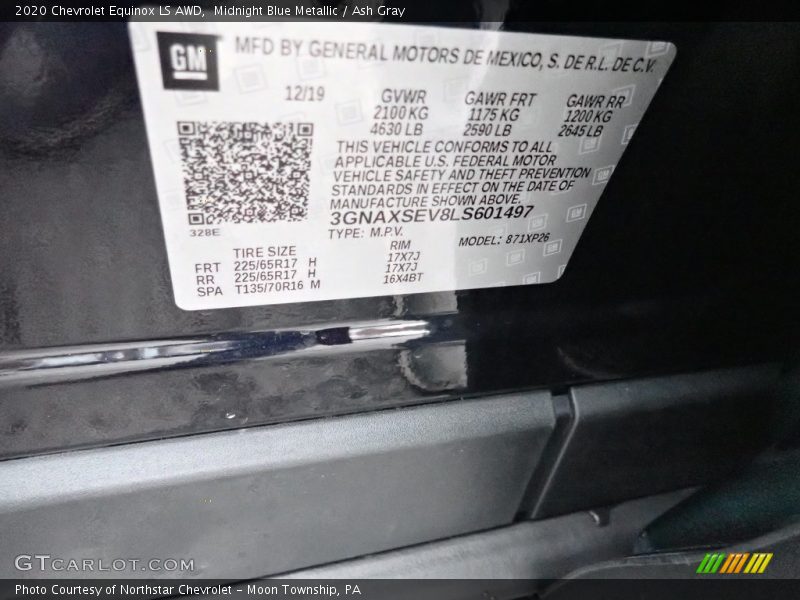 2020 Chevrolet Equinox LS AWD, Midnight Blue Metallic / Ash Gray
GM
MFD BY GENERAL MOTORS DE MEXICO, S. DE R.L. DE C.V.
12/19 GVWR GAWR FRT GAWR RR
2100 KG 1175 KG 1200 KG
4630 LB 2590 LB 2645 LB
THIS VEHICLE CONFORMS TO ALL
APPLICABLE U.S. FEDERAL MOTOR
VEHICLE SAFETY AND THEFT PREVENTION
STANDARDS IN EFFECT ON THE DATE OF
MANUFACTURE SHOWN ABOVE.
3GNAXSEV8LS601497
328E TYPE: M.P.V. MODEL: 871XP26
TIRE SIZE RIM
FRT 225/65R17 H 17X7J
RR 225/65R17 H 17X7J
SPA T135/70R16 M 16X4BT
GTCARLOT.COM
Photo Courtesy of Northstar Chevrolet – Moon Township, PA